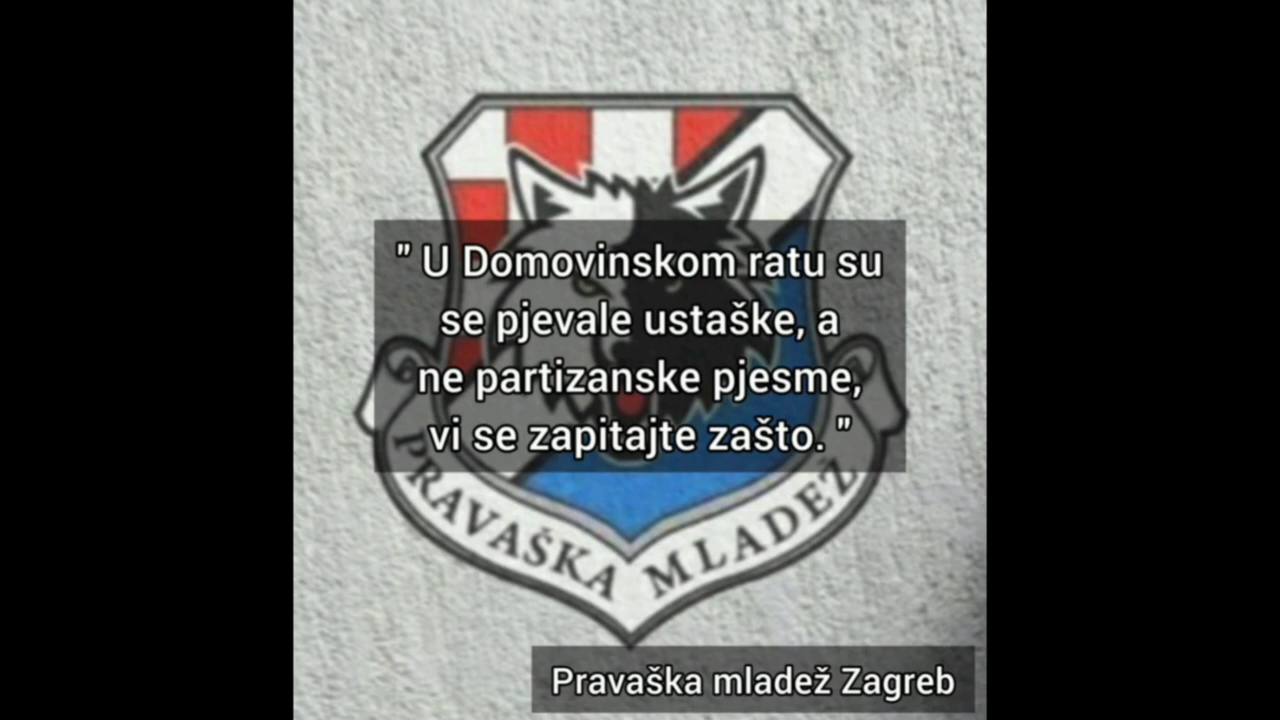 " U Domovinskom ratu su
se pjevale ustaške, a
ne partizanske pjesme,
vi se zapitajte zašto. "
PRAVAŠKA MLADEŽ
Pravaška mladež Zagreb